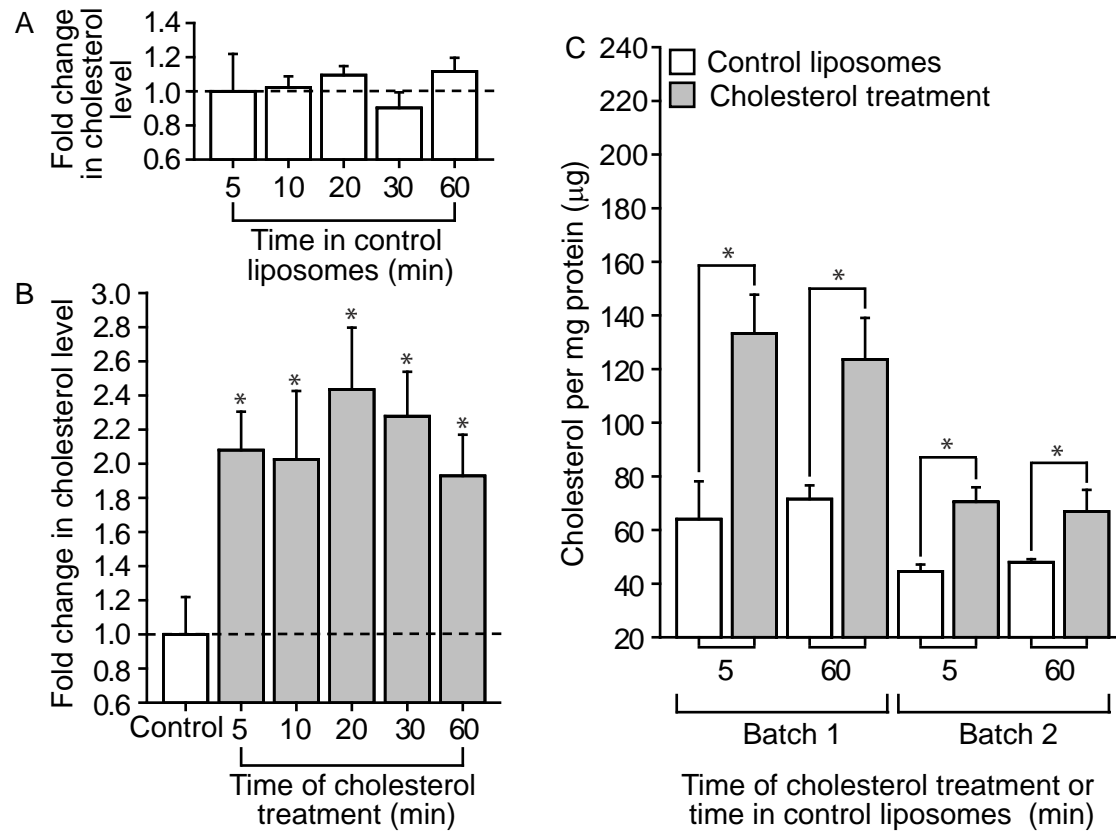 A
Fold change
in cholesterol
level
1.4
1.2
1.0
0.8
0.6
5 10 20 30 60
Time in control
liposomes (min)
B
Fold change in cholesterol level
3.0
2.8
2.6
2.4
2.2
2.0
1.8
1.6
1.4
1.2
1.0
0.8
0.6
* * * * *
Control 5 10 20 30 60
Time of cholesterol
treatment (min)
C
Cholesterol per mg protein (µg)
240
220
200
180
160
140
120
100
80
60
40
20
Control liposomes
Cholesterol treatment
* * * *
5 60 5 60
Batch 1 Batch 2
Time of cholesterol treatment or
time in control liposomes (min)